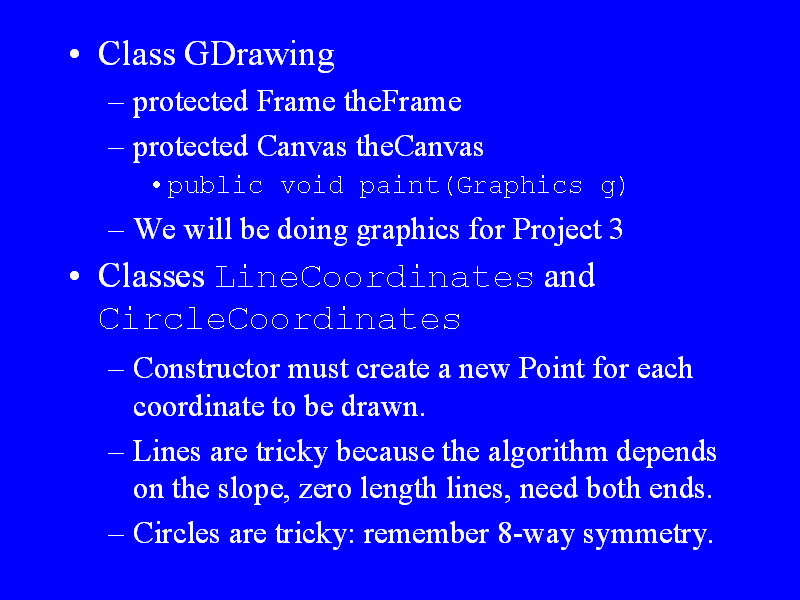 • Class GDrawing
– protected Frame theFrame
– protected Canvas theCanvas
• public void paint(Graphics g)
– We will be doing graphics for Project 3
• Classes LineCoordinates and
CircleCoordinates
– Constructor must create a new Point for each
coordinate to be drawn.
– Lines are tricky because the algorithm depends
on the slope, zero length lines, need both ends.
– Circles are tricky: remember 8-way symmetry.